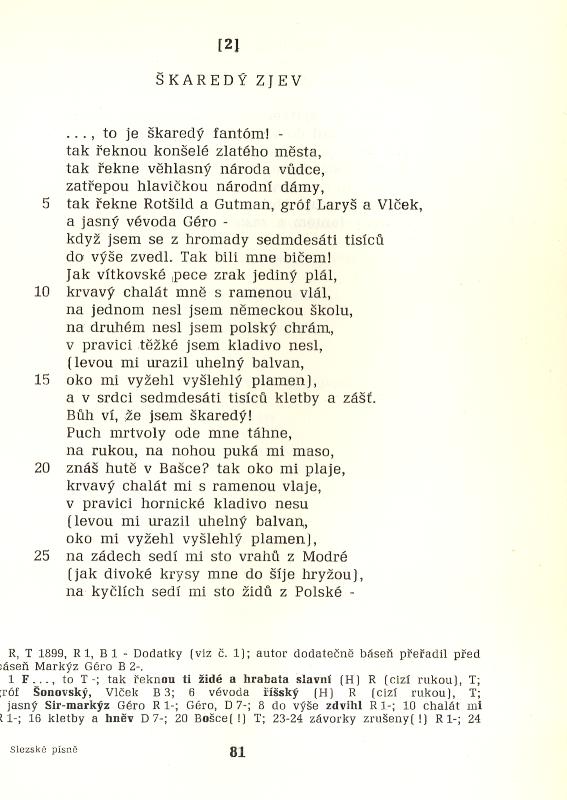 [2]
ŠKAREDÝ ZJEV
..., to je škaredý fantóm! -
tak řeknou konšelé zlatého města,
tak řekne věhlasný národa vůdce,
zatřepou hlavičkou národní dámy,
5 tak řekne Rotšild a Gutman, gróf Laryš a Vlček,
a jasný vévoda Géro -
když jsem se z hromady sedmdesáti tisíců
do výše zvedl. Tak bili mne bičem!
Jak vítkovské pece zrak jediný plál,
10 krvavý chalát mně s ramenou vlál,
na jednom nesl jsem německou školu,
na druhém nesl jsem polský chrám,
v pravici těžké jsem kladivo nesl,
(levou mi urazil uhelný balvan,
15 oko mi vyžehl vyšlehlý plamen),
a v srdci sedmdesáti tisíců kletby a zášť.
Bůh ví, že jsem škaredý!
Puch mrtvoly ode mne táhne,
na rukou, na nohou puká mi maso,
20 znáš hutě v Bašce? tak oko mi plaje,
krvavý chalát mi s ramenou vlaje,
v pravici hornické kladivo nesu
(levou mi urazil uhelný balvan,
oko mi vyžehl vyšlehlý plamen),
25 na zádech sedí mi sto vrahů z Modré
(jak divoké krysy mne do šíje hryžou),
na kyčlích sedí mi sto židů z Polské -
R, T 1899, R1, B1 - Dodatky (viz č. 1); autor dodatečně báseň přeřadil před
báseň Markýz Géro B2-.
1 F..., to T-; tak řeknou ti židé a hrabata slavní (H) R (cizí rukou), T;
gróf Šonovský, Vlček B3; 6 vévoda říšský (H) R (cizí rukou), T;
jasný Sir-markýz Géro R1-; Géro, D7-; 8 do výše zdvihl R1-; 10 chalát mi
R1-; 16 kletby a hněv D7-; 20 Bošce(!) T; 23-24 závorky zrušeny(!) R1-; 24
Slezské písně
81